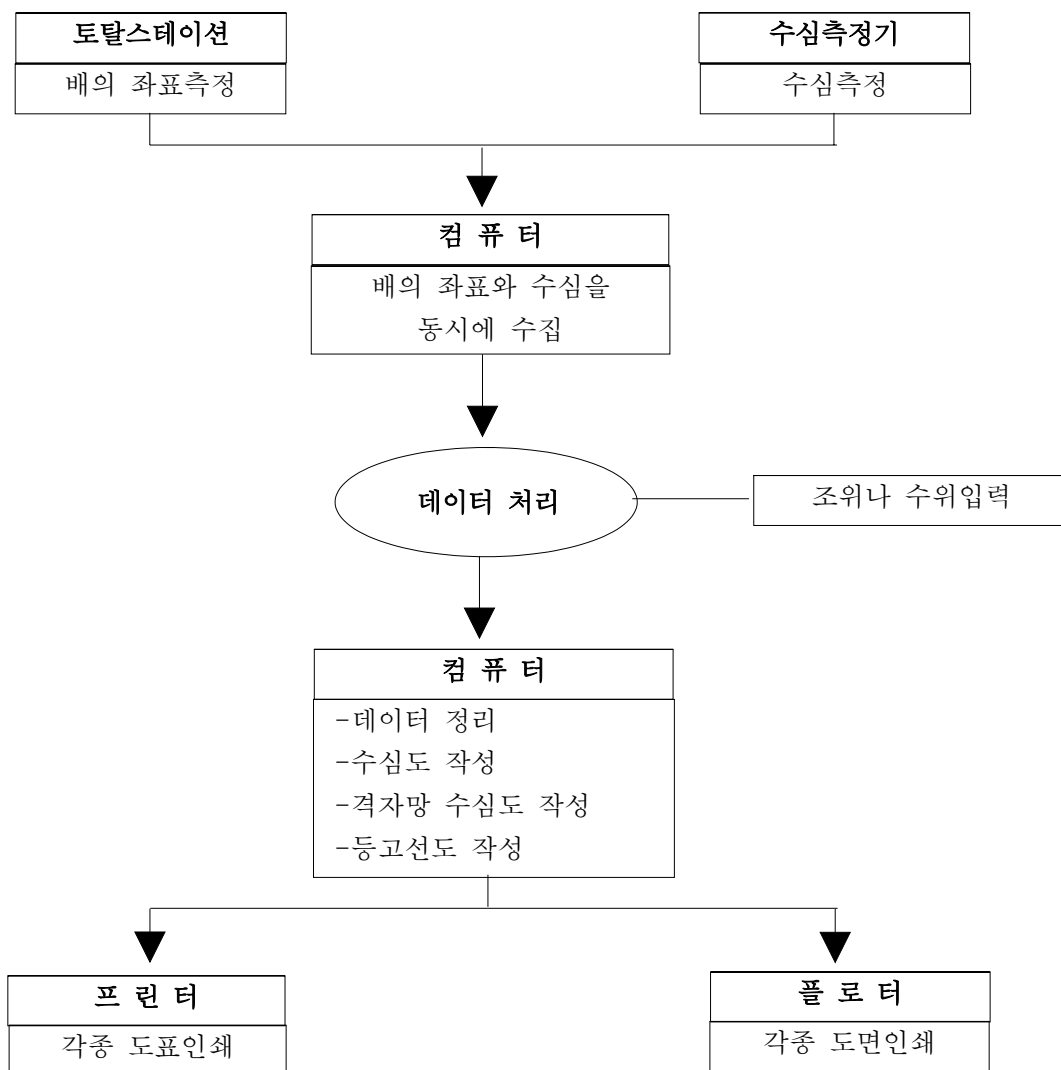 토탈스테이션
배의 좌표측정
수심측정기
수심측정
컴 퓨 터
배의 좌표와 수심을
동시에 수집
데이터 처리
조위나 수위입력
컴 퓨 터
-데이터 정리
-수심도 작성
-격자망 수심도 작성
-등고선도 작성
프 린 터
각종 도표인쇄
플 로 터
각종 도면인쇄